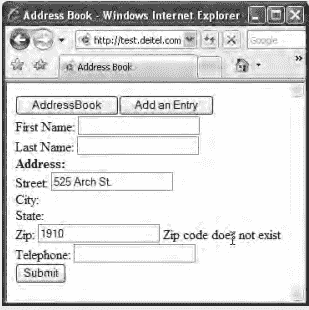 Address Book - Windows Internet Explorer
http://test.deitel.com
Google
Address Book
AddressBook Add an Entry
First Name:
Last Name:
Address:
Street: 525 Arch St.
City:
State:
Zip: 1910 Zip code does not exist
Telephone:
Submit